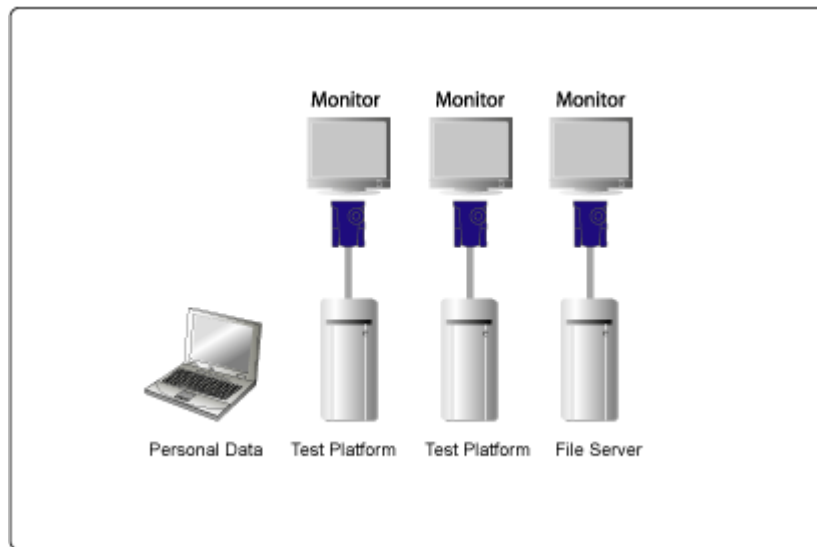 Monitor Monitor Monitor
Personal Data Test Platform Test Platform File Server